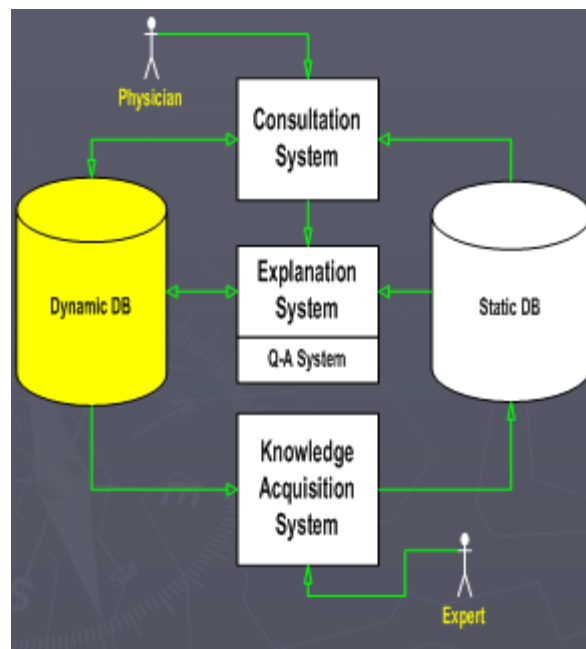 Physician
Consultation
System
Dynamic DB
Explanation
System
Q-A System
Static DB
Knowledge
Acquisition
System
Expert